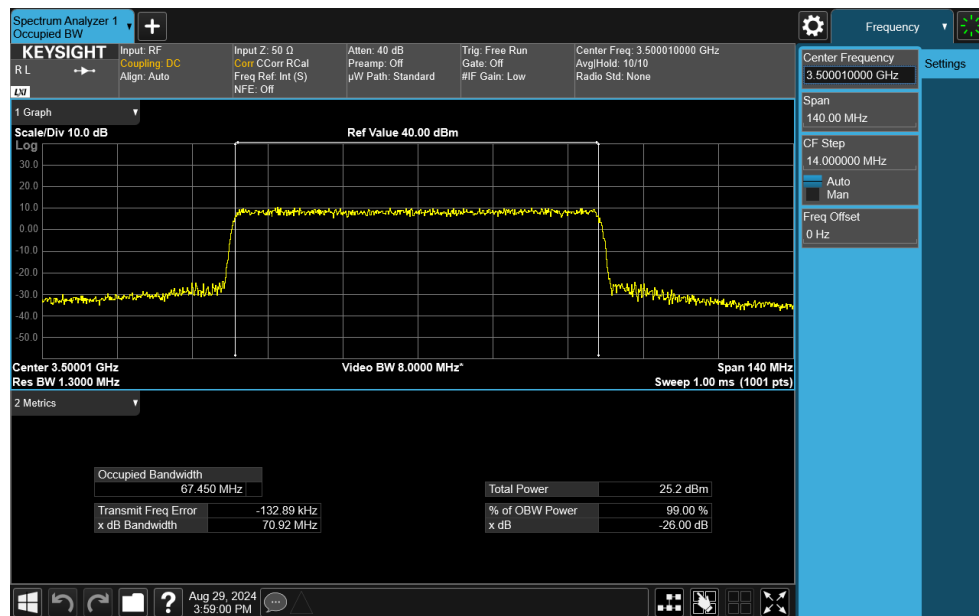 Spectrum Analyzer 1
Occupied BW
+
Frequency
KEYSIGHT
R L
LXI
Input: RF
Coupling: DC
Align: Auto
Input Z: 50 Ω
Corr CCorr RCal
Freq Ref: Int (S)
NFE: Off
Atten: 40 dB
Preamp: Off
µW Path: Standard
Trig: Free Run
Gate: Off
#IF Gain: Low
Center Freq: 3.500010000 GHz
Avg|Hold: 10/10
Radio Std: None
Center Frequency
3.500010000 GHz
Settings
Span
140.00 MHz
CF Step
14.000000 MHz
Auto
Man
Freq Offset
0 Hz
1 Graph
Scale/Div 10.0 dB
Ref Value 40.00 dBm
Log
30.0
20.0
10.0
0.00
-10.0
-20.0
-30.0
-40.0
-50.0
Center 3.50001 GHz
Video BW 8.0000 MHz*
Span 140 MHz
Res BW 1.3000 MHz
Sweep 1.00 ms (1001 pts)
2 Metrics
Occupied Bandwidth
67.450 MHz
Total Power 25.2 dBm
Transmit Freq Error -132.89 kHz
% of OBW Power 99.00 %
x dB Bandwidth 70.92 MHz
x dB -26.00 dB
?
Aug 29, 2024
3:59:00 PM